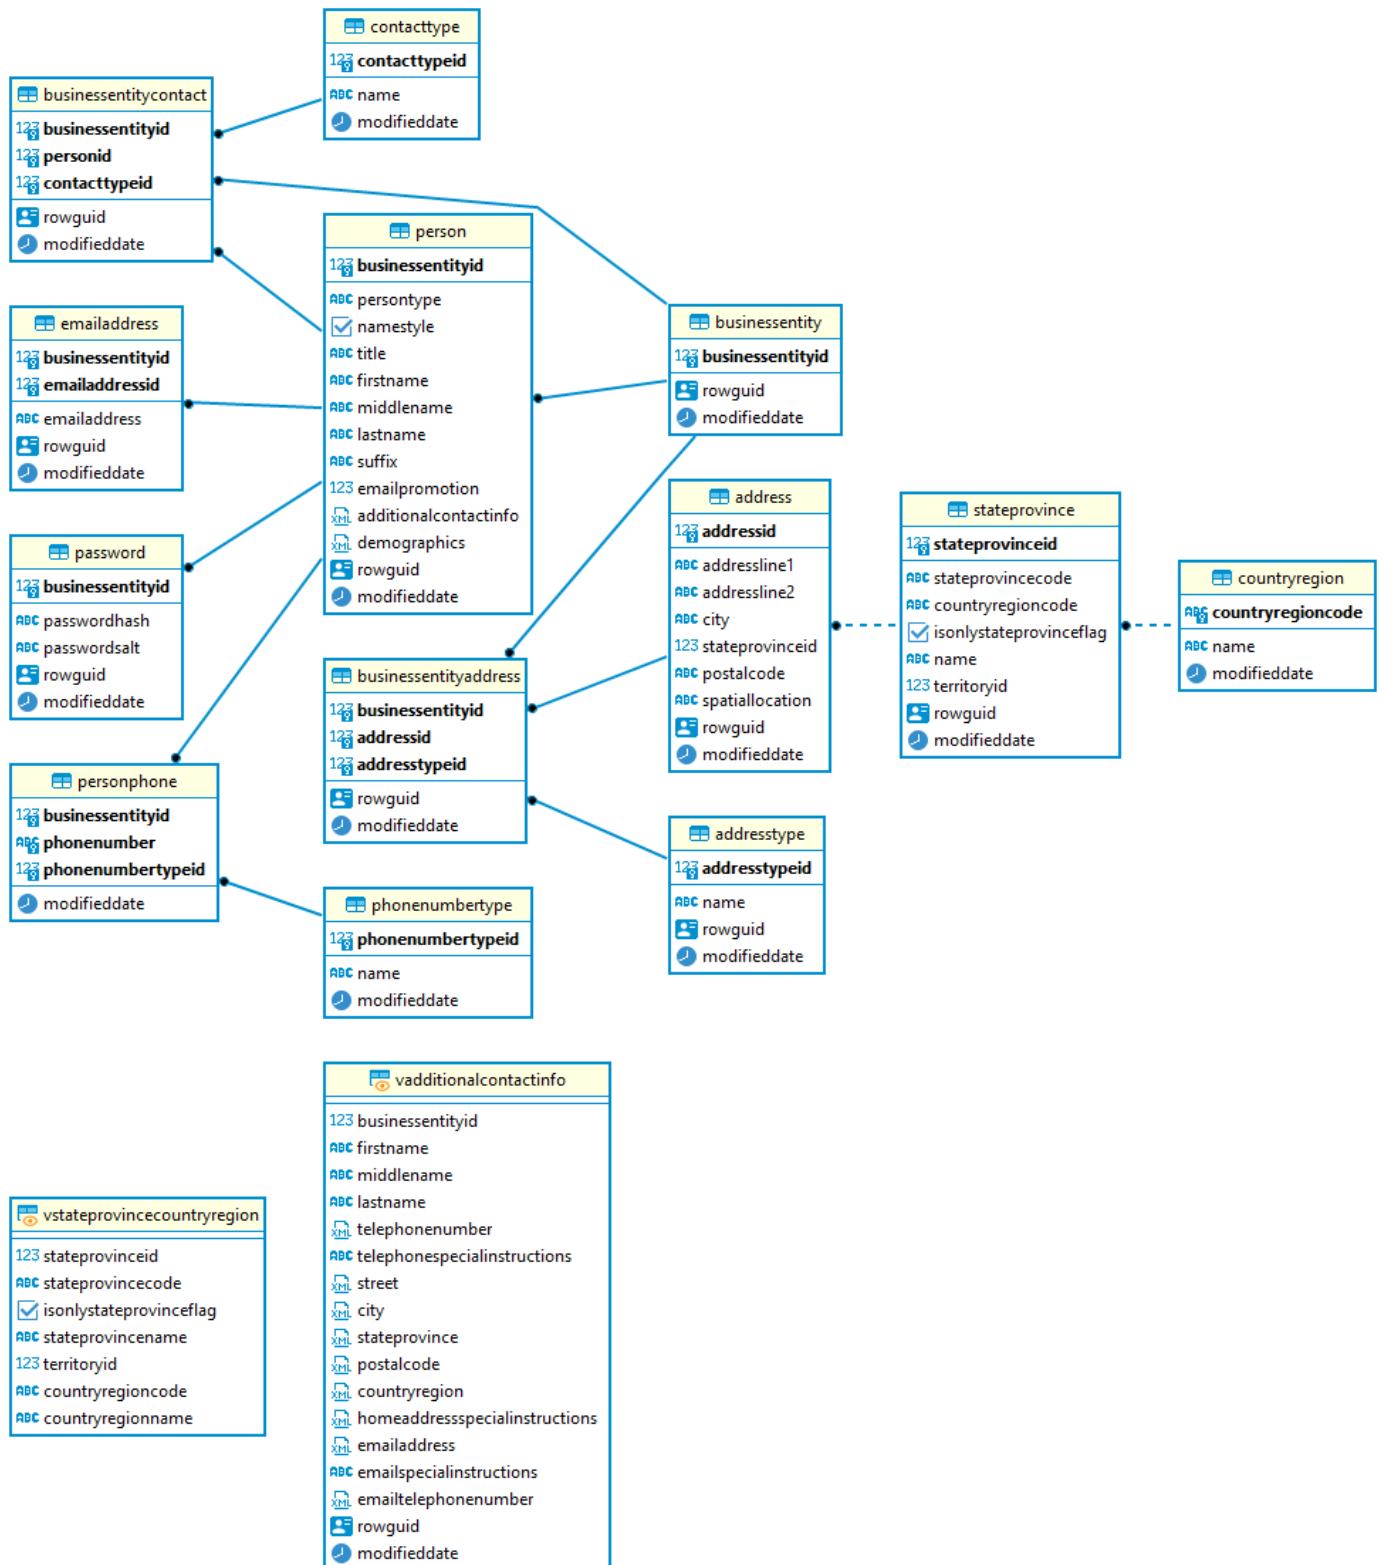 contacttype
contacttypeid
name
modifieddate
businessentitycontact
businessentityid
personid
contacttypeid
rowguid
modifieddate
person
businessentityid
persontype
namestyle
title
firstname
middlename
lastname
suffix
emailpromotion
additionalcontactinfo
demographics
rowguid
modifieddate
businessentity
businessentityid
rowguid
modifieddate
emailaddress
businessentityid
emailaddressid
emailaddress
rowguid
modifieddate
address
addressid
addressline1
addressline2
city
stateprovinceid
postalcode
spatiallocation
rowguid
modifieddate
stateprovince
stateprovinceid
stateprovincecode
countryregioncode
isonlystateprovinceflag
name
territoryid
rowguid
modifieddate
countryregion
countryregioncode
name
modifieddate
password
businessentityid
passwordhash
passwordsalt
rowguid
modifieddate
businessentityaddress
businessentityid
addressid
addresstypeid
rowguid
modifieddate
personphone
businessentityid
phonenumber
phonenumbertypeid
modifieddate
addresstype
addresstypeid
name
rowguid
modifieddate
phonenumbertype
phonenumbertypeid
name
modifieddate
vadditionalcontactinfo
businessentityid
firstname
middlename
lastname
telephonenumber
telephonespecialinstructions
street
city
stateprovince
postalcode
countryregion
homeaddressspecialinstructions
emailaddress
emailspecialinstructions
emailtelephonenumber
rowguid
modifieddate
vstateprovincecountryregion
stateprovinceid
stateprovincecode
isonlystateprovinceflag
stateprovincename
territoryid
countryregioncode
countryregionname